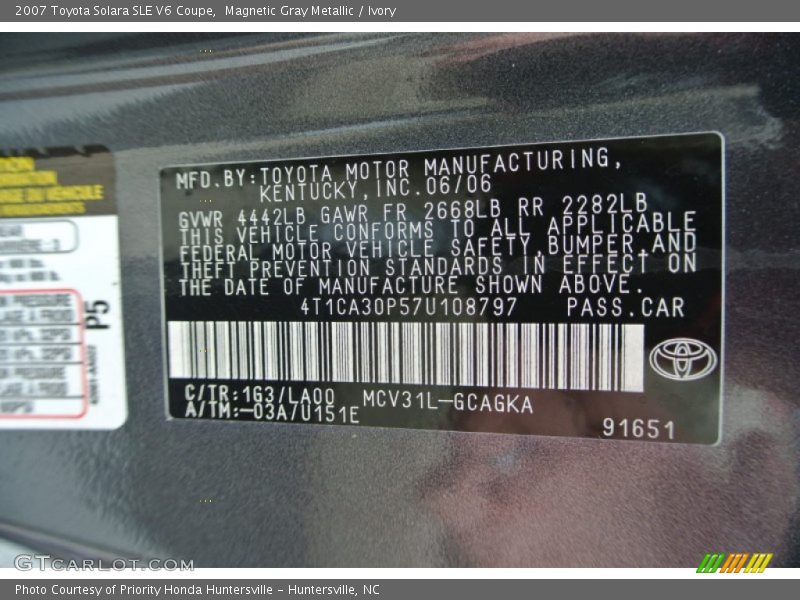 2007 Toyota Solara SLE V6 Coupe,  Magnetic Gray Metallic / Ivory
MFD.BY:TOYOTA MOTOR MANUFACTURING,
KENTUCKY,INC.06/06
GVWR 4442LB GAWR FR 2668LB RR 2282LB
THIS VEHICLE CONFORMS TO ALL APPLICABLE
FEDERAL MOTOR VEHICLE SAFETY,BUMPER,AND
THEFT PREVENTION STANDARDS IN EFFECT ON
THE DATE OF MANUFACTURE SHOWN ABOVE.
4T1CA30P57U108797 PASS.CAR
C/TR:1G3/LA00 MCV31L-GCAGKA
A/TM:-03A/U151E
91651
P5
GTCARLOT.COM
Photo Courtesy of Priority Honda Huntersville - Huntersville, NC